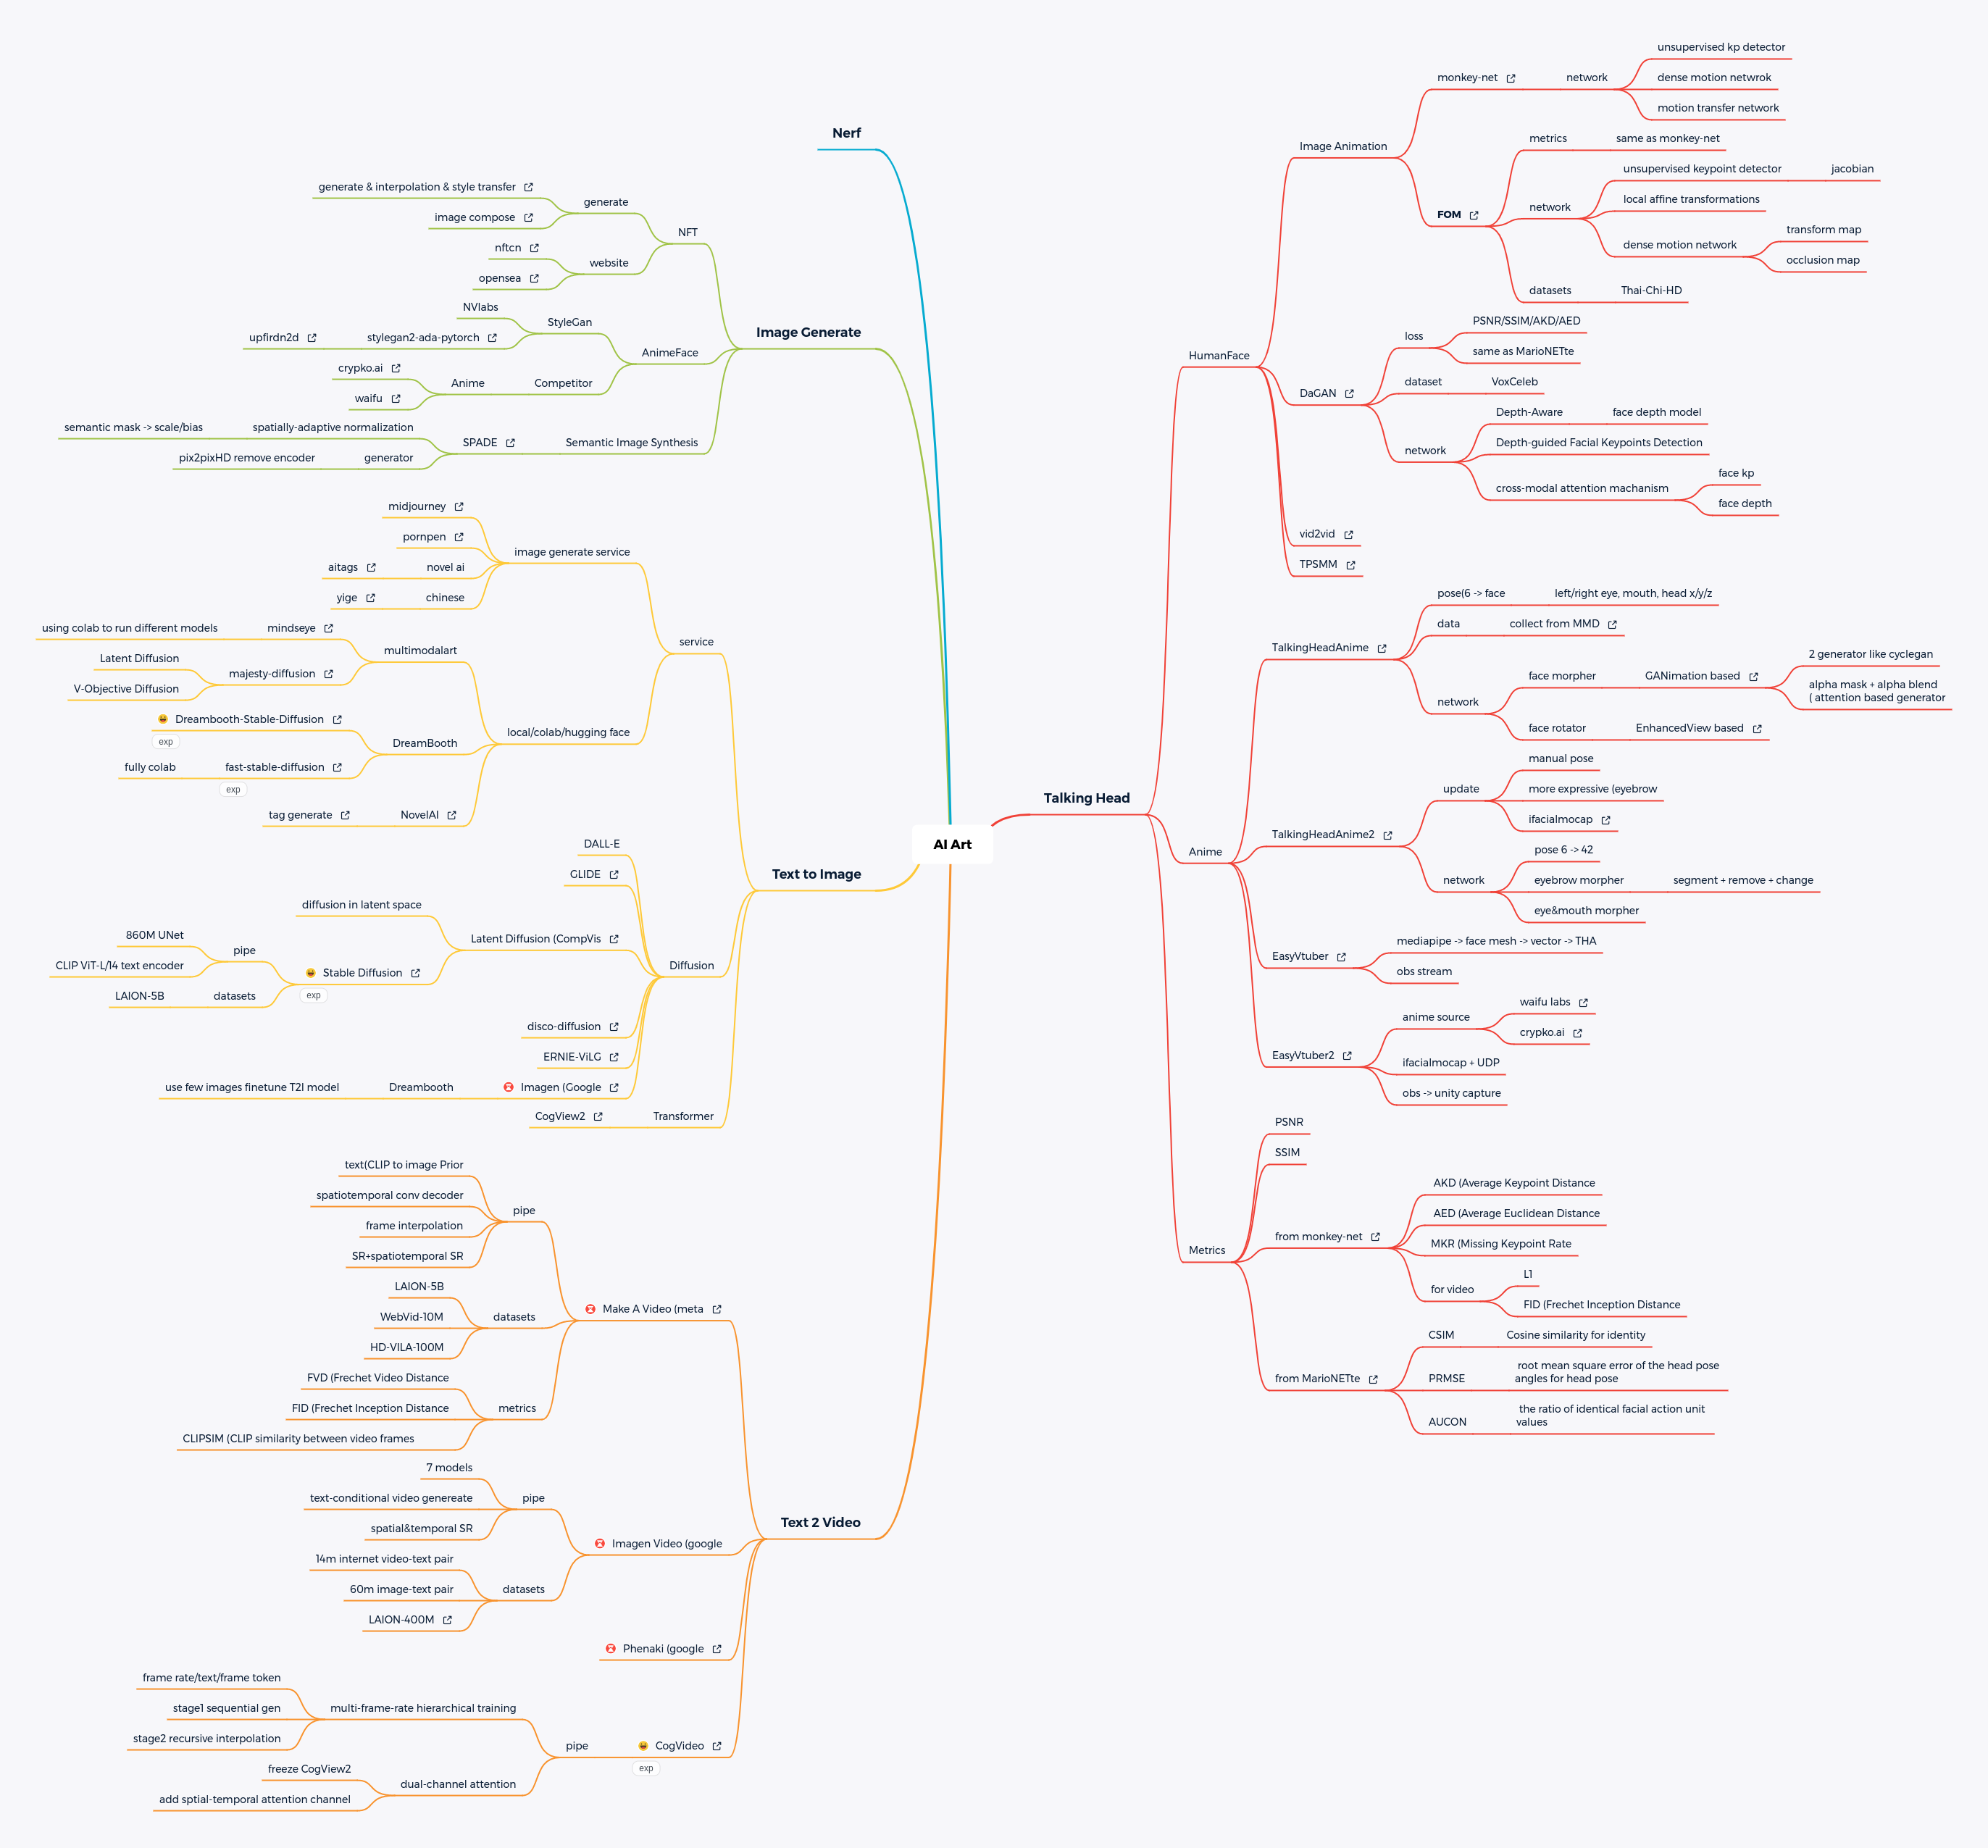 AI Art
Nerf
Image Generate
NFT
generate
generate & interpolation & style transfer
image compose
website
nftcn
opensea
AnimeFace
StyleGan
NVlabs
stylegan2-ada-pytorch
upfirdn2d
Competitor
Anime
crypko.ai
waifu
Semantic Image Synthesis
SPADE
spatially-adaptive normalization
semantic mask -> scale/bias
generator
pix2pixHD remove encoder
Text to Image
service
image generate service
midjourney
pornpen
novel ai
aitags
chinese
yige
local/colab/hugging face
multimodalart
mindseye
using colab to run different models
majesty-diffusion
Latent Diffusion
V-Objective Diffusion
DreamBooth
Dreambooth-Stable-Diffusion
exp
fast-stable-diffusion
exp
fully colab
NovelAI
tag generate
Diffusion
DALL-E
GLIDE
Latent Diffusion (CompVis
diffusion in latent space
Stable Diffusion
exp
pipe
860M UNet
CLIP ViT-L/14 text encoder
datasets
LAION-5B
disco-diffusion
ERNIE-ViLG
Imagen (Google
Dreambooth
use few images finetune T2I model
Transformer
CogView2
Text 2 Video
Make A Video (meta
pipe
text(CLIP to image Prior
spatiotemporal conv decoder
frame interpolation
SR+spatiotemporal SR
datasets
LAION-5B
WebVid-10M
HD-VILA-100M
metrics
FVD (Frechet Video Distance
FID (Frechet Inception Distance
CLIPSIM (CLIP similarity between video frames
Imagen Video (google
pipe
7 models
text-conditional video genereate
spatial&temporal SR
datasets
14m internet video-text pair
60m image-text pair
LAION-400M
Phenaki (google
CogVideo
exp
pipe
multi-frame-rate hierarchical training
frame rate/text/frame token
stage1 sequential gen
stage2 recursive interpolation
dual-channel attention
freeze CogView2
add sptial-temporal attention channel
Talking Head
HumanFace
Image Animation
monkey-net
network
unsupervised kp detector
dense motion netwrok
motion transfer network
FOM
metrics
same as monkey-net
network
unsupervised keypoint detector
jacobian
local affine transformations
dense motion network
transform map
occlusion map
datasets
Thai-Chi-HD
DaGAN
loss
PSNR/SSIM/AKD/AED
same as MarioNETte
dataset
VoxCeleb
network
Depth-Aware
face depth model
Depth-guided Facial Keypoints Detection
cross-modal attention machanism
face kp
face depth
vid2vid
TPSMM
Anime
TalkingHeadAnime
pose(6 -> face
left/right eye, mouth, head x/y/z
data
collect from MMD
network
face morpher
GANimation based
2 generator like cyclegan
alpha mask + alpha blend
( attention based generator
face rotator
EnhancedView based
TalkingHeadAnime2
update
manual pose
more expressive (eyebrow
ifacialmocap
network
pose 6 -> 42
eyebrow morpher
segment + remove + change
eye&mouth morpher
EasyVtuber
mediapipe -> face mesh -> vector -> THA
obs stream
EasyVtuber2
anime source
waifu labs
crypko.ai
ifacialmocap + UDP
obs -> unity capture
Metrics
PSNR
SSIM
from monkey-net
AKD (Average Keypoint Distance
AED (Average Euclidean Distance
MKR (Missing Keypoint Rate
for video
L1
FID (Frechet Inception Distance
from MarioNETte
CSIM
Cosine similarity for identity
PRMSE
root mean square error of the head pose
angles for head pose
AUCON
the ratio of identical facial action unit
values